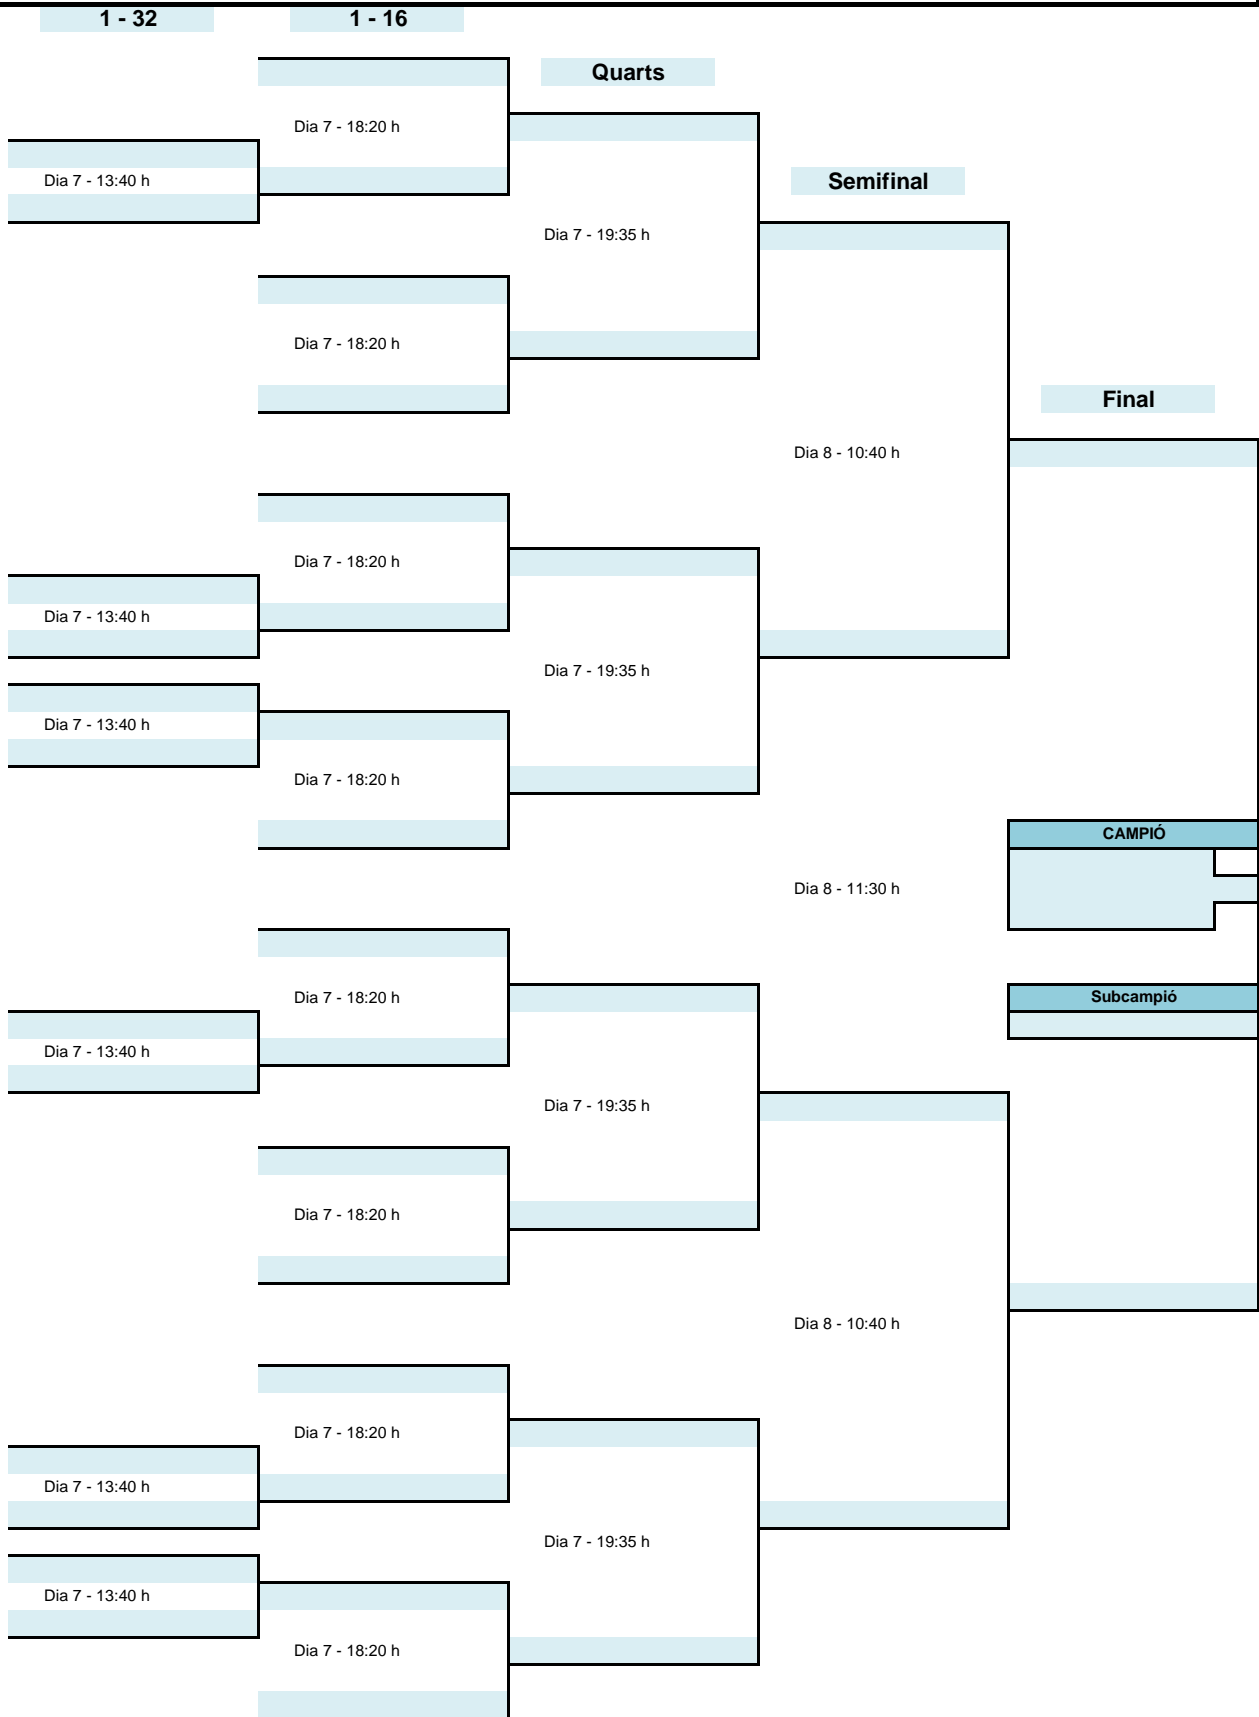 1 - 32
1 - 16
Quarts
Dia 7 - 18:20 h
Dia 7 - 13:40 h
Semifinal
Dia 7 - 19:35 h
Dia 7 - 18:20 h
Final
Dia 8 - 10:40 h
Dia 7 - 18:20 h
Dia 7 - 13:40 h
Dia 7 - 19:35 h
Dia 7 - 13:40 h
Dia 7 - 18:20 h
CAMPIÓ
Dia 8 - 11:30 h
Dia 7 - 18:20 h
Subcampió
Dia 7 - 13:40 h
Dia 7 - 19:35 h
Dia 7 - 18:20 h
Dia 8 - 10:40 h
Dia 7 - 18:20 h
Dia 7 - 13:40 h
Dia 7 - 19:35 h
Dia 7 - 13:40 h
Dia 7 - 18:20 h